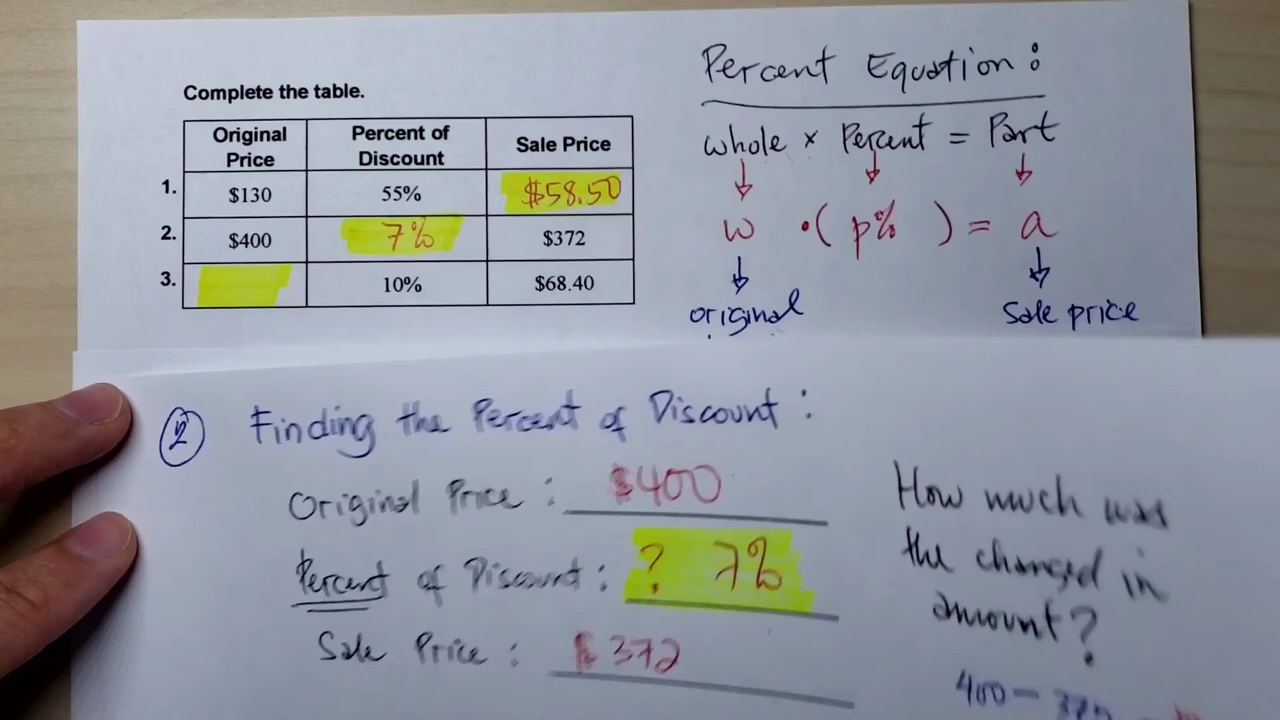 Complete the table.
Original Price Percent of Discount Sale Price
1. $130 55% $58.50
2. $400 7% $372
3. 10% $68.40
Percent Equation:
whole × Percent = Part
w •( p% ) = a
original sale price
2 Finding the Percent of Discount:
Original Price: $400
Percent of Discount: ? 7%
Sale Price: $372
How much was
the changed in
amount?
400 –